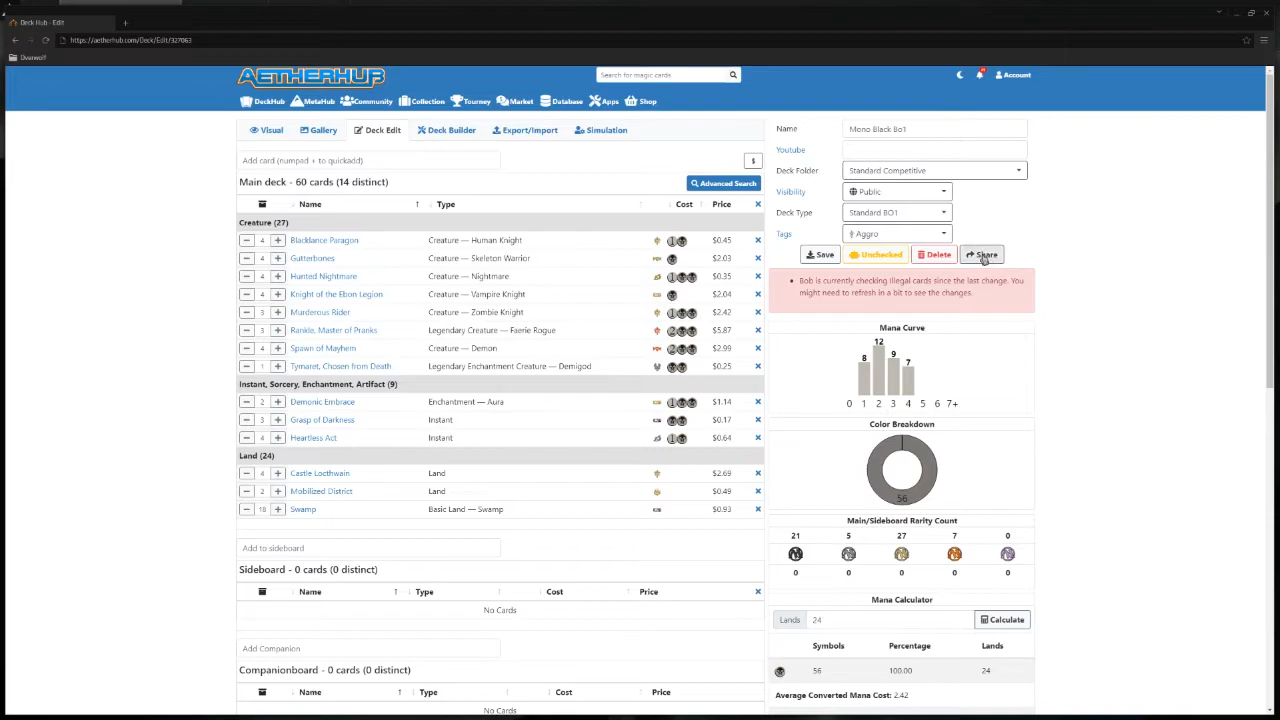 Deck Hub - Edit
https://aetherhub.com/Deck/Edit/327063
Overwolf
AETHERHUB
Search for magic cards
Account
DeckHub MetaHub Community Collection Tourney Market Database Apps Shop
Visual Gallery Deck Edit Deck Builder Export/Import Simulation
Add card (numpad + to quickadd) $
Main deck - 60 cards (14 distinct) Advanced Search
Name Type Cost Price
Creature (27)
4 Blacklance Paragon Creature — Human Knight 1 $0.45
4 Gutterbones Creature — Skeleton Warrior $2.03
4 Hunted Nightmare Creature — Nightmare 1 $0.35
4 Knight of the Ebon Legion Creature — Vampire Knight $2.04
3 Murderous Rider Creature — Zombie Knight 1 $2.42
3 Rankle, Master of Pranks Legendary Creature — Faerie Rogue 2 $5.87
4 Spawn of Mayhem Creature — Demon 2 $2.99
1 Tymaret, Chosen from Death Legendary Enchantment Creature — Demigod $0.25
Instant, Sorcery, Enchantment, Artifact (9)
2 Demonic Embrace Enchantment — Aura 1 $1.14
3 Grasp of Darkness Instant $0.17
4 Heartless Act Instant 1 $0.64
Land (24)
4 Castle Locthwain Land $2.69
2 Mobilized District Land $0.49
18 Swamp Basic Land — Swamp $0.93
Add to sideboard
Sideboard - 0 cards (0 distinct)
Name Type Cost Price
No Cards
Add Companion
Companionboard - 0 cards (0 distinct)
Name Type Cost Price
No Cards
Name Mono Black Bo1
Youtube
Deck Folder Standard Competitive
Visibility Public
Deck Type Standard BO1
Tags Aggro
Save Unchecked Delete Share
Bob is currently checking illegal cards since the last change. You
might need to refresh in a bit to see the changes.
Mana Curve
8 12 9 7
0 1 2 3 4 5 6 7+
Color Breakdown
56
Main/Sideboard Rarity Count
21 5 27 7 0
0 0 0 0 0
Mana Calculator
Lands 24 Calculate
Symbols Percentage Lands
56 100.00 24
Average Converted Mana Cost: 2.42